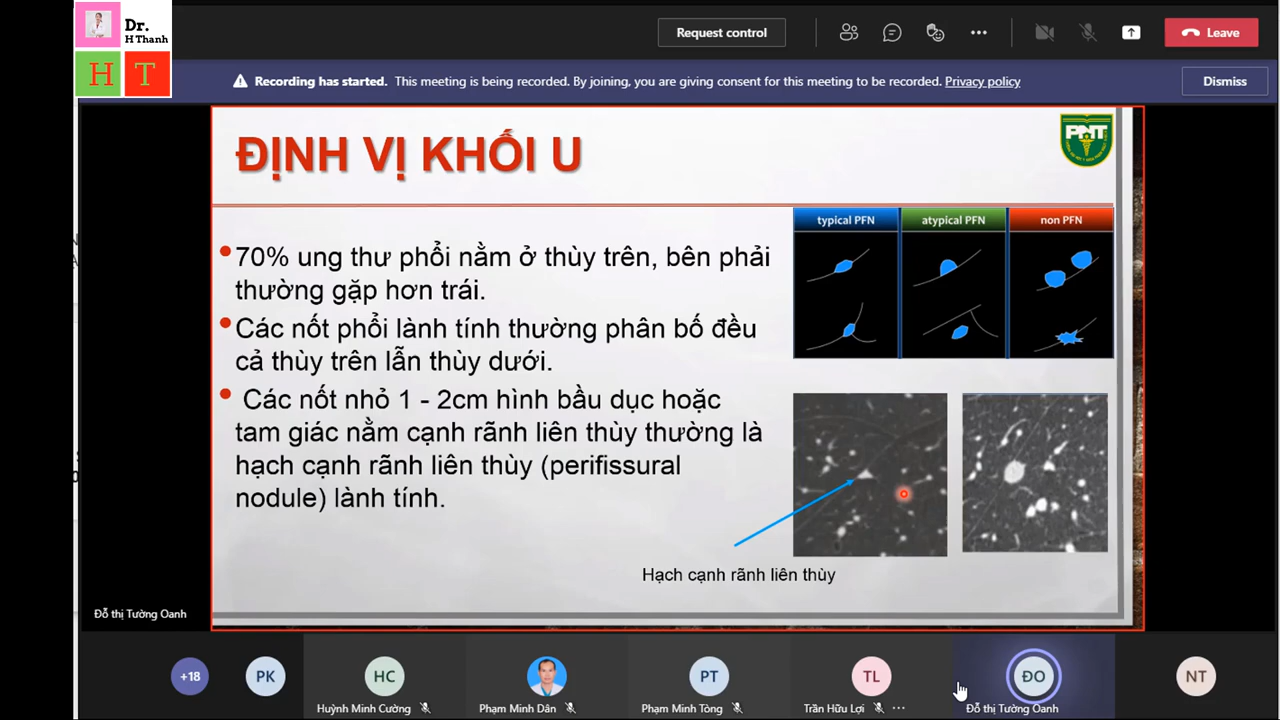 Dr.
H Thanh
H T
Request control
Leave
Recording has started. This meeting is being recorded. By joining, you are giving consent for this meeting to be recorded. Privacy policy
Dismiss
ĐỊNH VỊ KHỐI U
PNT
typical PFN
atypical PFN
non PFN
•70% ung thư phổi nằm ở thùy trên, bên phải
thường gặp hơn trái.
•Các nốt phổi lành tính thường phân bố đều
cả thùy trên lẫn thùy dưới.
• Các nốt nhỏ 1 - 2cm hình bầu dục hoặc
tam giác nằm cạnh rãnh liên thùy thường là
hạch cạnh rãnh liên thùy (perifissural
nodule) lành tính.
Hạch cạnh rãnh liên thùy
Đỗ thị Tường Oanh
+18
PK
HC
PT
TL
ĐO
NT
Huỳnh Minh Cường
Phạm Minh Dân
Phạm Minh Tòng
Trần Hữu Lợi
Đỗ thị Tường Oanh